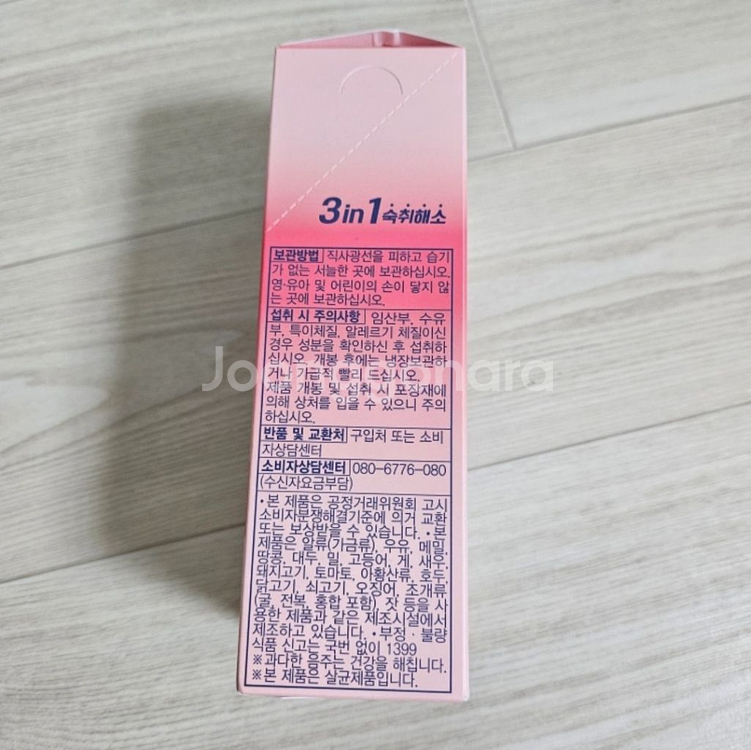 3in1숙취해소
보관방법 직사광선을 피하고 습기
가 없는 서늘한 곳에 보관하십시오.
영·유아 및 어린이의 손이 닿지 않
는 곳에 보관하십시오.
섭취 시 주의사항 임산부, 수유
부, 특이체질, 알레르기 체질이신
경우 성분을 확인하신 후 섭취하
십시오. 개봉 후에는 냉장보관하
거나 가급적 빨리 드십시오.
제품 개봉 및 섭취 시 포장재에
의해 상처를 입을 수 있으니 주의
하십시오.
반품 및 교환처 구입처 또는 소비
자상담센터
소비자상담센터 080-6776-080
(수신자요금부담)
•본 제품은 공정거래위원회 고시
소비자분쟁해결기준에 의거 교환
또는 보상받을 수 있습니다. •본
제품은 알류(가금류), 우유, 메밀,
땅콩, 대두, 밀, 고등어, 게, 새우,
돼지고기, 토마토, 아황산류, 호두,
닭고기, 쇠고기, 오징어, 조개류
(굴, 전복, 홍합 포함), 잣 등을 사
용한 제품과 같은 제조시설에서
제조하고 있습니다. •부정·불량
식품 신고는 국번 없이 1399
※과다한 음주는 건강을 해칩니다.
※본 제품은 살균제품입니다.
Joonggonara